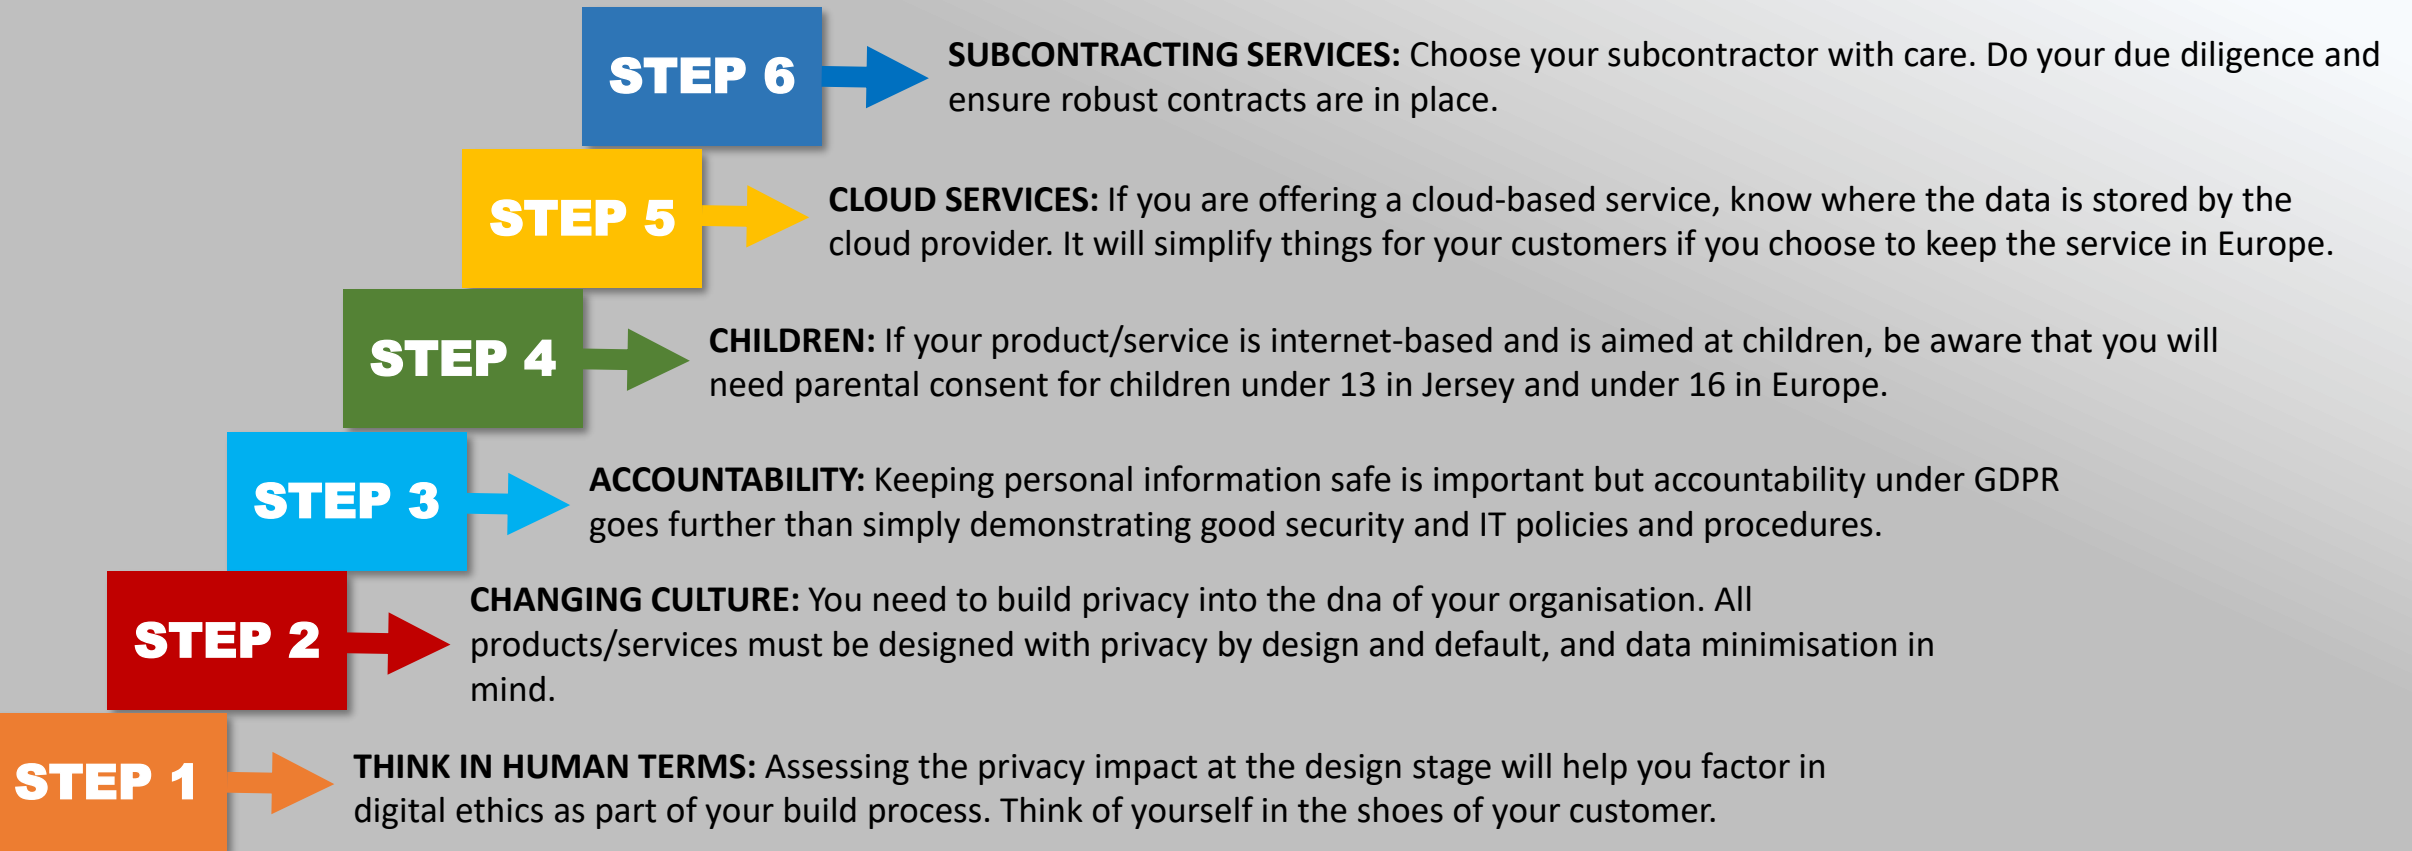 STEP 6
SUBCONTRACTING SERVICES: Choose your subcontractor with care. Do your due diligence and
ensure robust contracts are in place.
STEP 5
CLOUD SERVICES: If you are offering a cloud-based service, know where the data is stored by the
cloud provider. It will simplify things for your customers if you choose to keep the service in Europe.
STEP 4
CHILDREN: If your product/service is internet-based and is aimed at children, be aware that you will
need parental consent for children under 13 in Jersey and under 16 in Europe.
STEP 3
ACCOUNTABILITY: Keeping personal information safe is important but accountability under GDPR
goes further than simply demonstrating good security and IT policies and procedures.
STEP 2
CHANGING CULTURE: You need to build privacy into the dna of your organisation. All
products/services must be designed with privacy by design and default, and data minimisation in
mind.
STEP 1
THINK IN HUMAN TERMS: Assessing the privacy impact at the design stage will help you factor in
digital ethics as part of your build process. Think of yourself in the shoes of your customer.